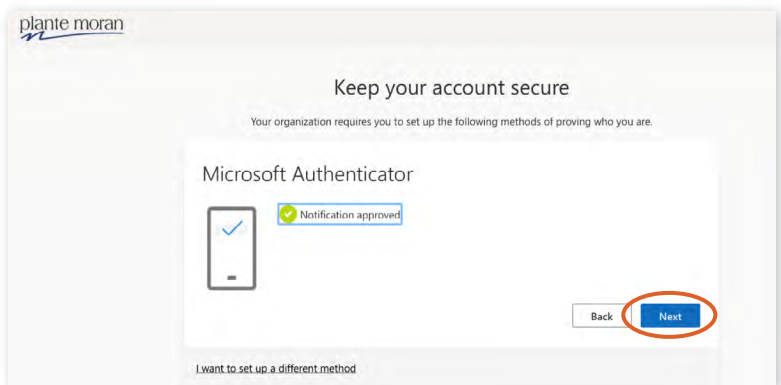 plante moran
Keep your account secure
Your organization requires you to set up the following methods of proving who you are.
Microsoft Authenticator
Notification approved
Back
Next
I want to set up a different method